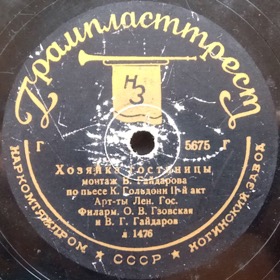 Грампласттрест
НЗ
Г 5675 Г
Хозяйка гостиницы
монтаж В. Гайдарова
по пьесе К. Гольдони II-й акт
Арт-ты Лен. Гос.
Филарм. О. В. Гзовская
и В. Г. Гайдаров
л 1476
НАРКОМТЯЖПРОМ ★ СССР ★ НОГИНСКИЙ ЗАВОД